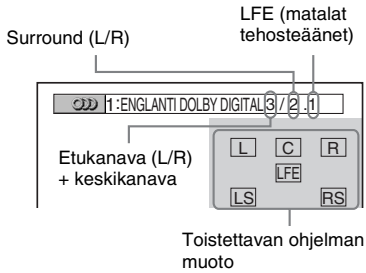 LFE (matalat
tehosteäänet)
Surround (L/R)
1:ENGLANTI DOLBY DIGITAL 3 / 2 .1
Etukanava (L/R)
+ keskikanava
L C R
LFE
LS RS
Toistettavan ohjelman
muoto